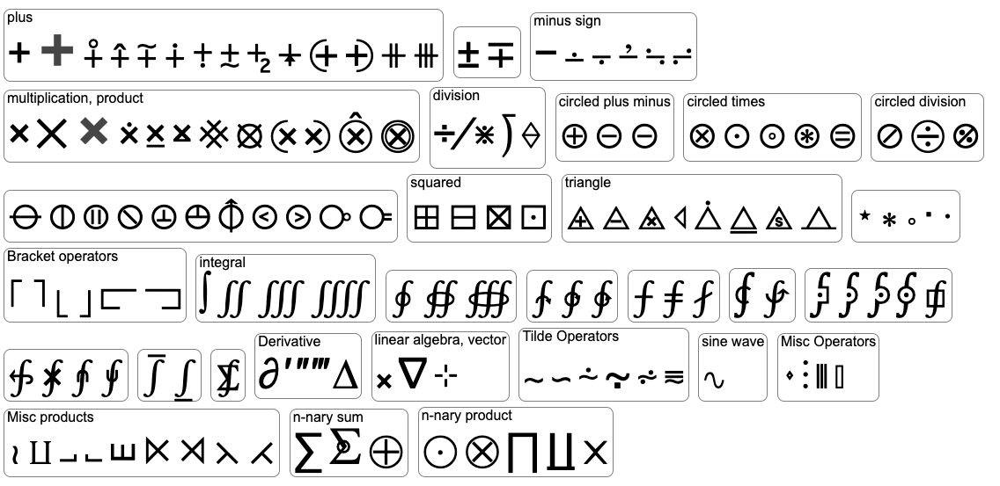 plus
minus sign
+ ➕ ⨢ ⨣ ⨤ ∔ ⨥ ⨦ ⨧ ⨨ ⨭ ⨮ ⧺ ⧻ ± ∓ − ∸ ⨪ ⨩ ⨫ ⨬
multiplication, product
division
circled plus minus
circled times
circled division
× ╳ ✖ ⨰ ⨱ ⨲ ⨳ ⦻ ⨴ ⨵ ⨶ ⨷ ÷ ∕ ⋇ ⟌ ⟠ ⊕ ⊖ ⊝ ⊗ ⊙ ⊚ ⊛ ⊜ ⊘ ⨸ ⦼
squared
triangle
⦵ ⦶ ⦷ ⦸ ⦹ ⦺ ⦽ ⧀ ⧁ ⧂ ⧃ ⊞ ⊟ ⊠ ⊡ ⨹ ⨺ ⨻ ⧊ ⧋ ⧌ ⧍ ⋆ ∗ ∘ ∙
Bracket operators
integral
⌈ ⌉ ⌊ ⌋ ∫ ∬ ∭ ⨌ ∮ ∯ ∰ ∱ ∲ ∳ ⨍ ⨎ ⨏ ⨐ ⨑ ⨒ ⨓ ⨔ ⨕ ⨖
Derivative
linear algebra, vector
Tilde Operators
sine wave
Misc Operators
⨗ ⨘ ⨙ ⨚ ⨛ ⨜ ⨋ ∂ ′ ″ ‴ ∆ ⨯ ∇ ⊹ ∼ ∽ ⩪ ∻ ≋ ∿ ⋄ ⫶ ⫼ ⫾
Misc products
n-nary sum
n-nary product
≀ ⨿ ⨼ ⨽ ⧢ ⋉ ⋊ ⋋ ⋌ ∑ ⨊ ⨁ ⨀ ⨂ ∏ ∐ ⨉